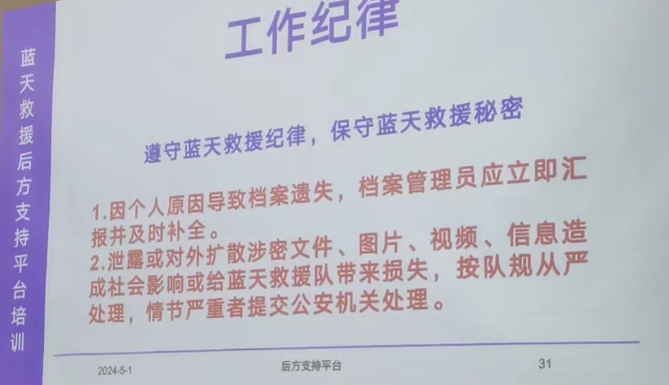 工作纪律
蓝天救援后方支持平台培训
遵守蓝天救援纪律，保守蓝天救援秘密
1.因个人原因导致档案遗失，档案管理员应立即汇
报并及时补全。
2.泄露或对外扩散涉密文件、图片、视频、信息造
成社会影响或给蓝天救援队带来损失，按队规从严
处理，情节严重者提交公安机关处理。
2024-5-1
后方支持平台
31